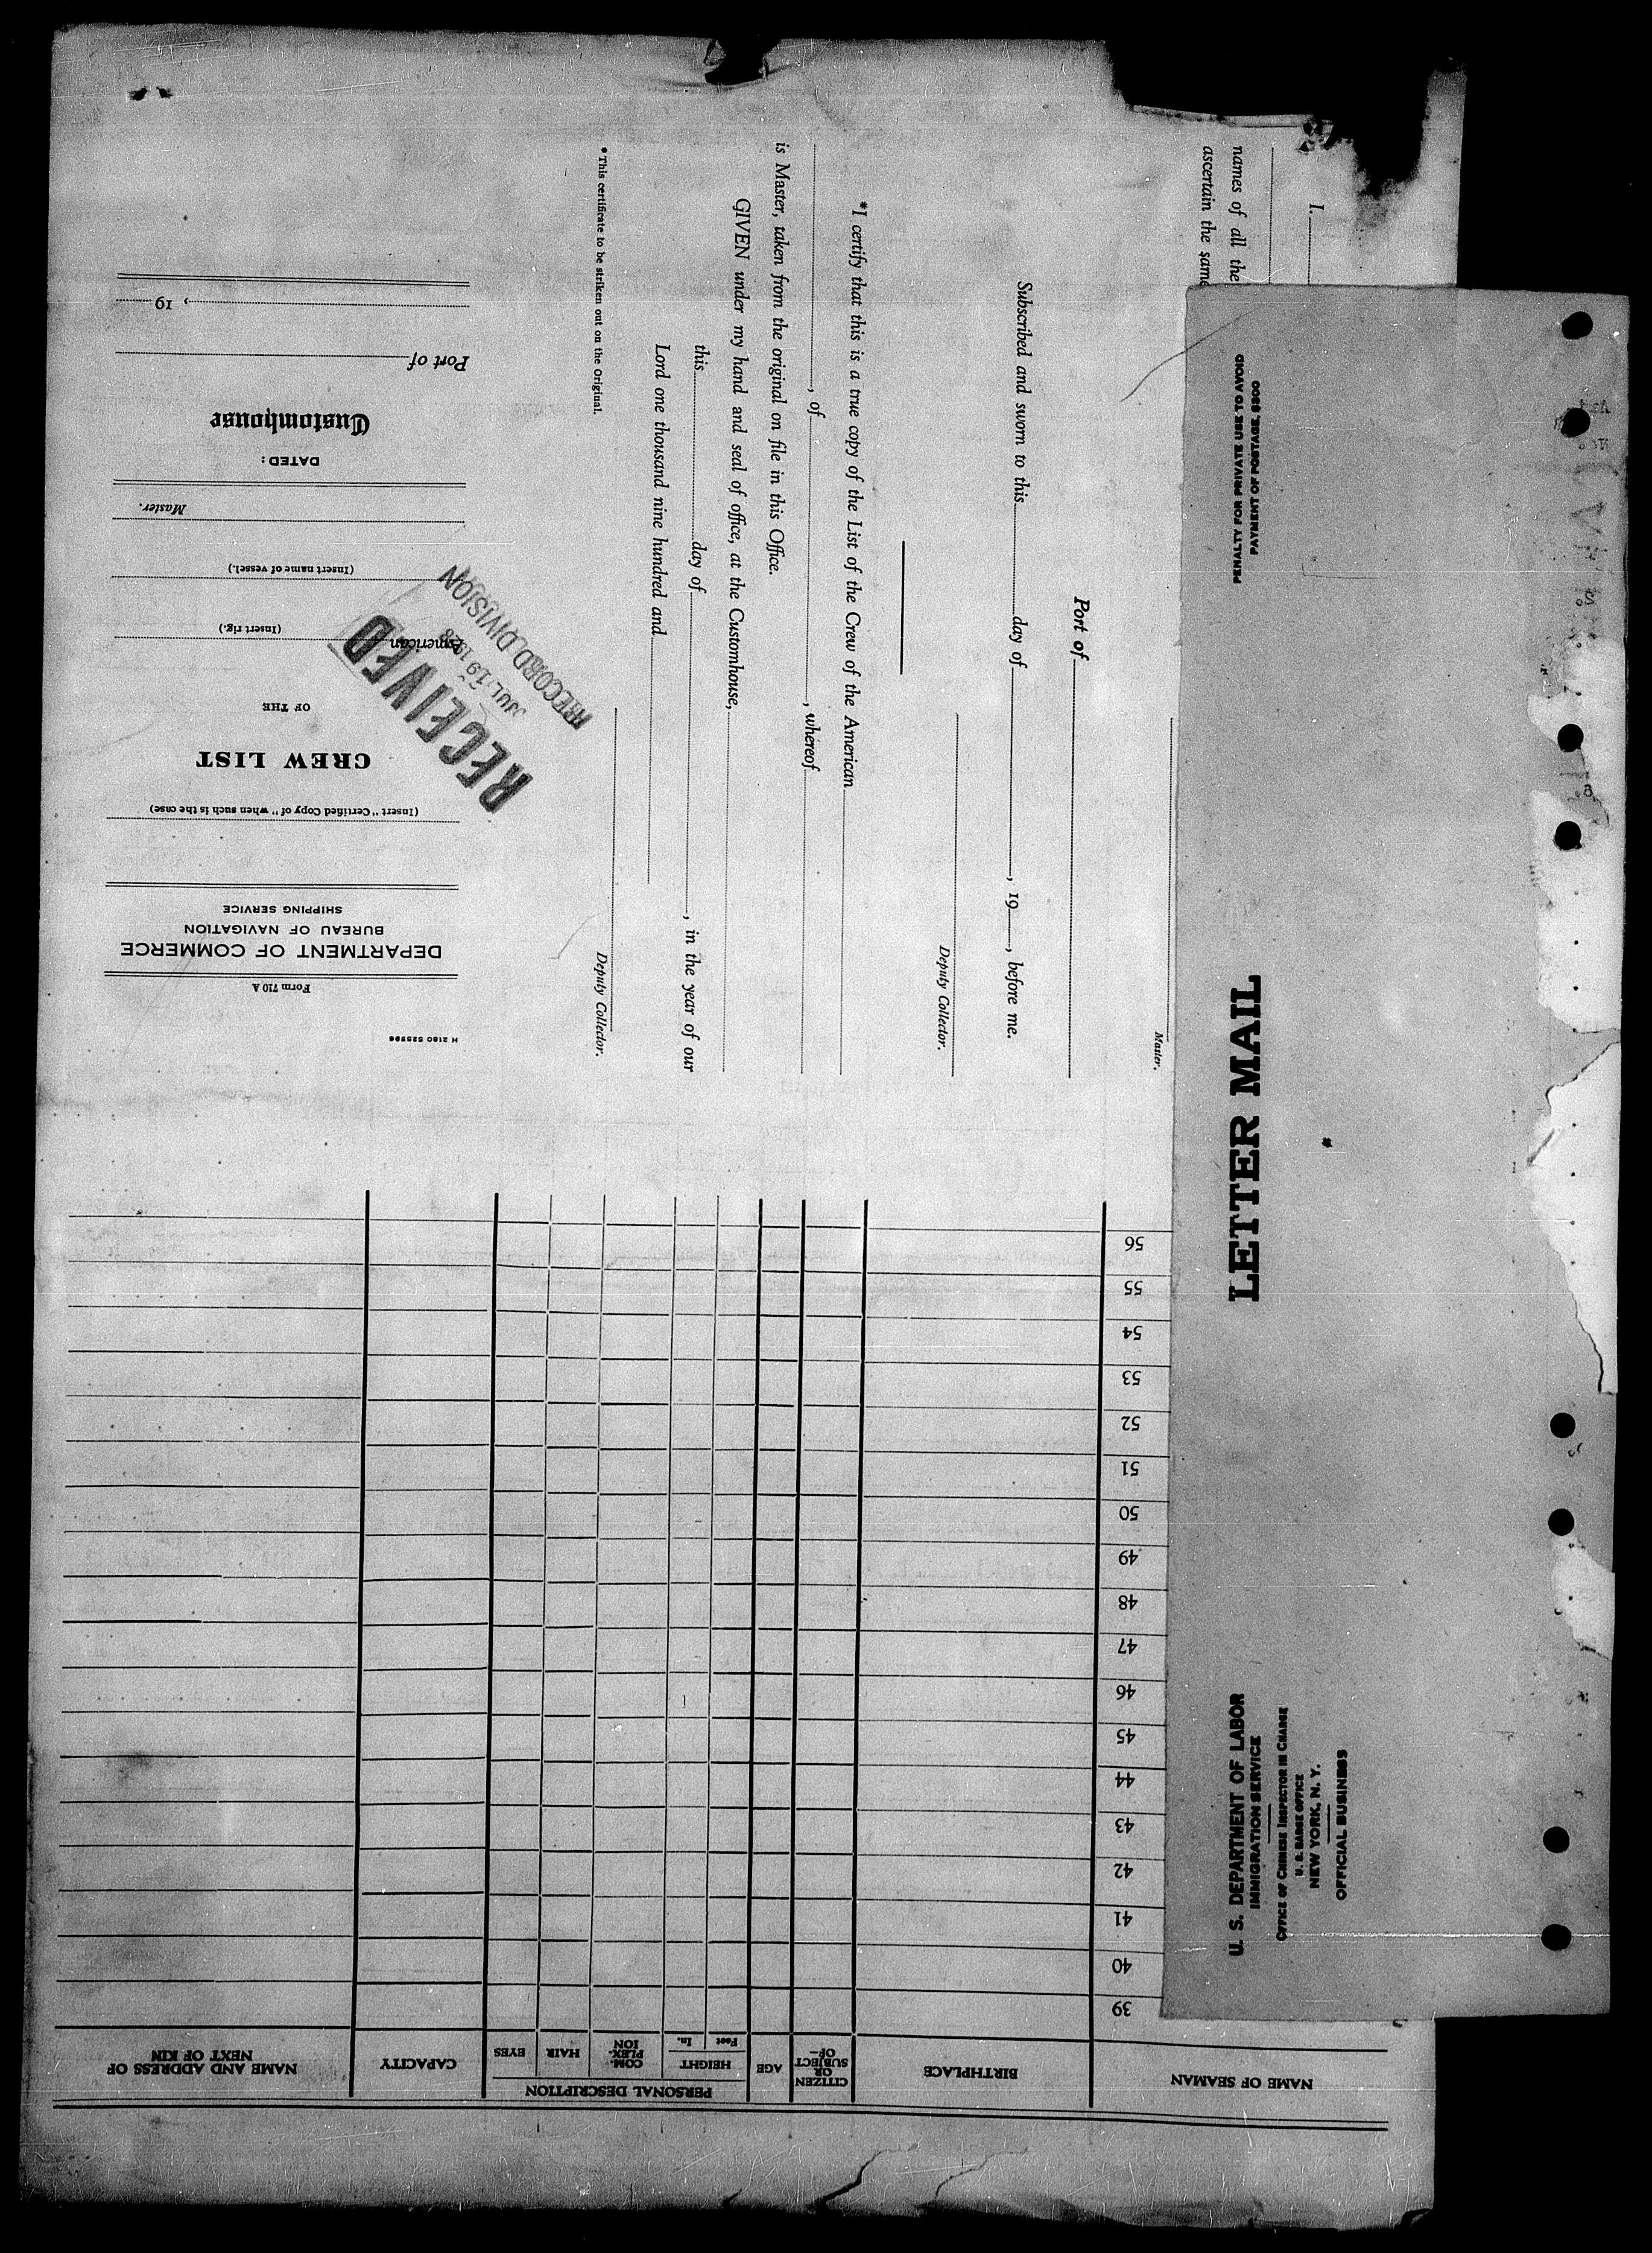 I.
names of all the
ascertain the same
Master.
Port of
Subscribed and sworn to this day of , 19 , before me.
Deputy Collector.
*I certify that this is a true copy of the List of the Crew of the American
, of , whereof
is Master, taken from the original on file in this Office.
GIVEN under my hand and seal of office, at the Customhouse,
this day of , in the year of our
Lord one thousand nine hundred and
Deputy Collector.
* This certificate to be striken out on the Original.
H 2180 525596
Form 710 A
DEPARTMENT OF COMMERCE
BUREAU OF NAVIGATION
SHIPPING SERVICE
(Insert "Certified Copy of" when such is the case)
CREW LIST
OF THE
American
(Insert rig.)
(Insert name of vessel.)
Master.
DATED:
Customhouse
Port of
, 19
RECEIVED
JUL 19 1928
RECORD DIVISION
NAME OF SEAMAN
BIRTHPLACE
CITIZEN OR SUBJECT OF—
AGE
PERSONAL DESCRIPTION
HEIGHT
Feet In.
COM-PLEX-ION
HAIR
EYES
CAPACITY
NAME AND ADDRESS OF NEXT OF KIN
39
40
41
42
43
44
45
46
47
48
49
50
51
52
53
54
55
56
U. S. DEPARTMENT OF LABOR
IMMIGRATION SERVICE
OFFICE OF CHINESE INSPECTOR IN CHARGE
U. S. BARGE OFFICE
NEW YORK, N. Y.
OFFICIAL BUSINESS
LETTER MAIL
PENALTY FOR PRIVATE USE TO AVOID
PAYMENT OF POSTAGE, $300